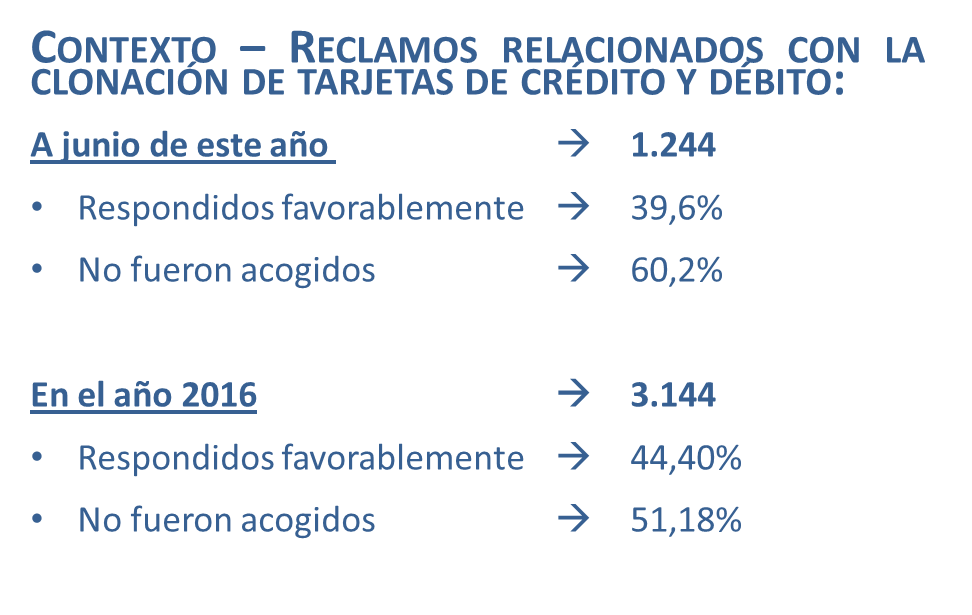 CONTEXTO – RECLAMOS RELACIONADOS CON LA
CLONACIÓN DE TARJETAS DE CRÉDITO Y DÉBITO:
A junio de este año → 1.244
• Respondidos favorablemente → 39,6%
• No fueron acogidos → 60,2%
En el año 2016 → 3.144
• Respondidos favorablemente → 44,40%
• No fueron acogidos → 51,18%